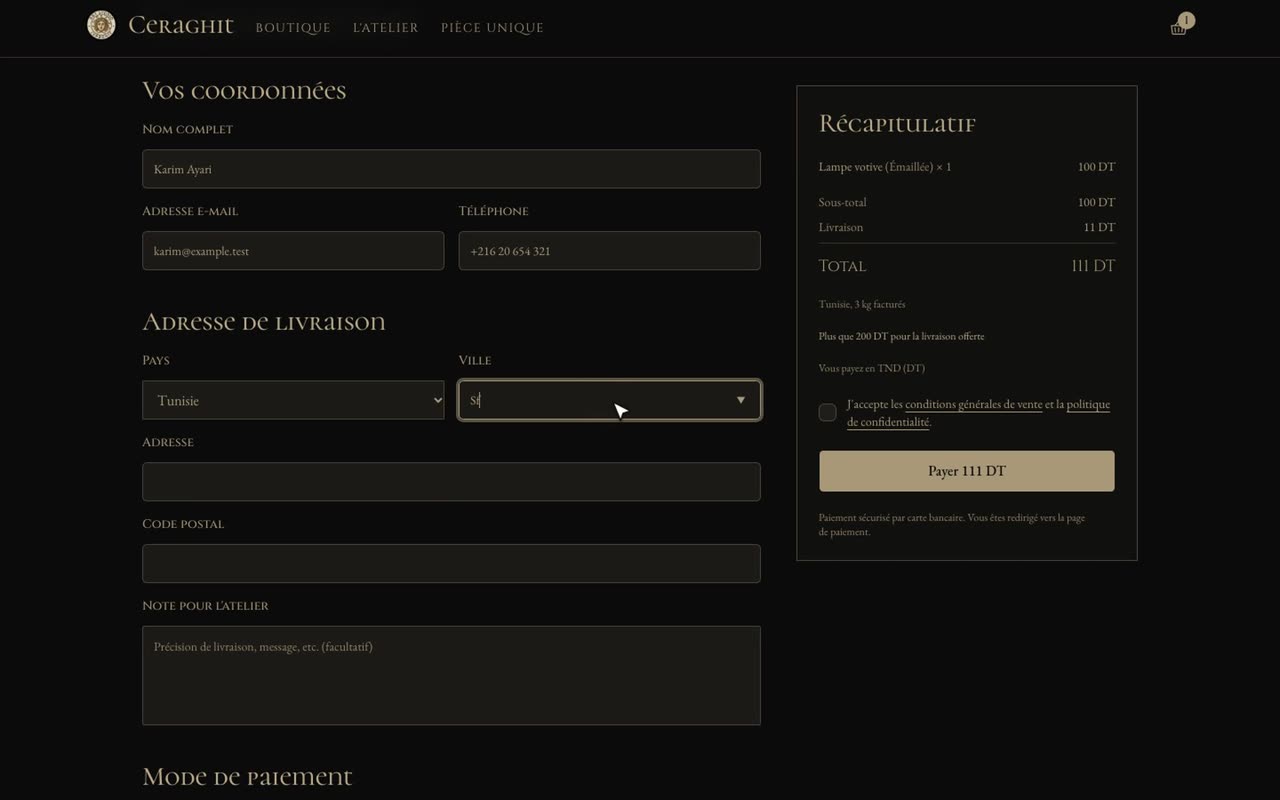 Ceraghit
BOUTIQUE
L'ATELIER
PIÈCE UNIQUE
1
Vos coordonnées
Nom complet
Karim Ayari
Adresse e-mail
Téléphone
karim@example.test
+216 20 654 321
Adresse de livraison
Pays
Ville
Tunisie
Sf
Adresse
Code postal
Note pour l'atelier
Précision de livraison, message, etc. (facultatif)
Mode de paiement
Récapitulatif
Lampe votive (Émaillée) × 1 100 DT
Sous-total 100 DT
Livraison 11 DT
Total 111 DT
Tunisie, 3 kg facturés
Plus que 200 DT pour la livraison offerte
Vous payez en TND (DT)
J'accepte les conditions générales de vente et la politique
de confidentialité.
Payer 111 DT
Paiement sécurisé par carte bancaire. Vous êtes redirigé vers la page
de paiement.